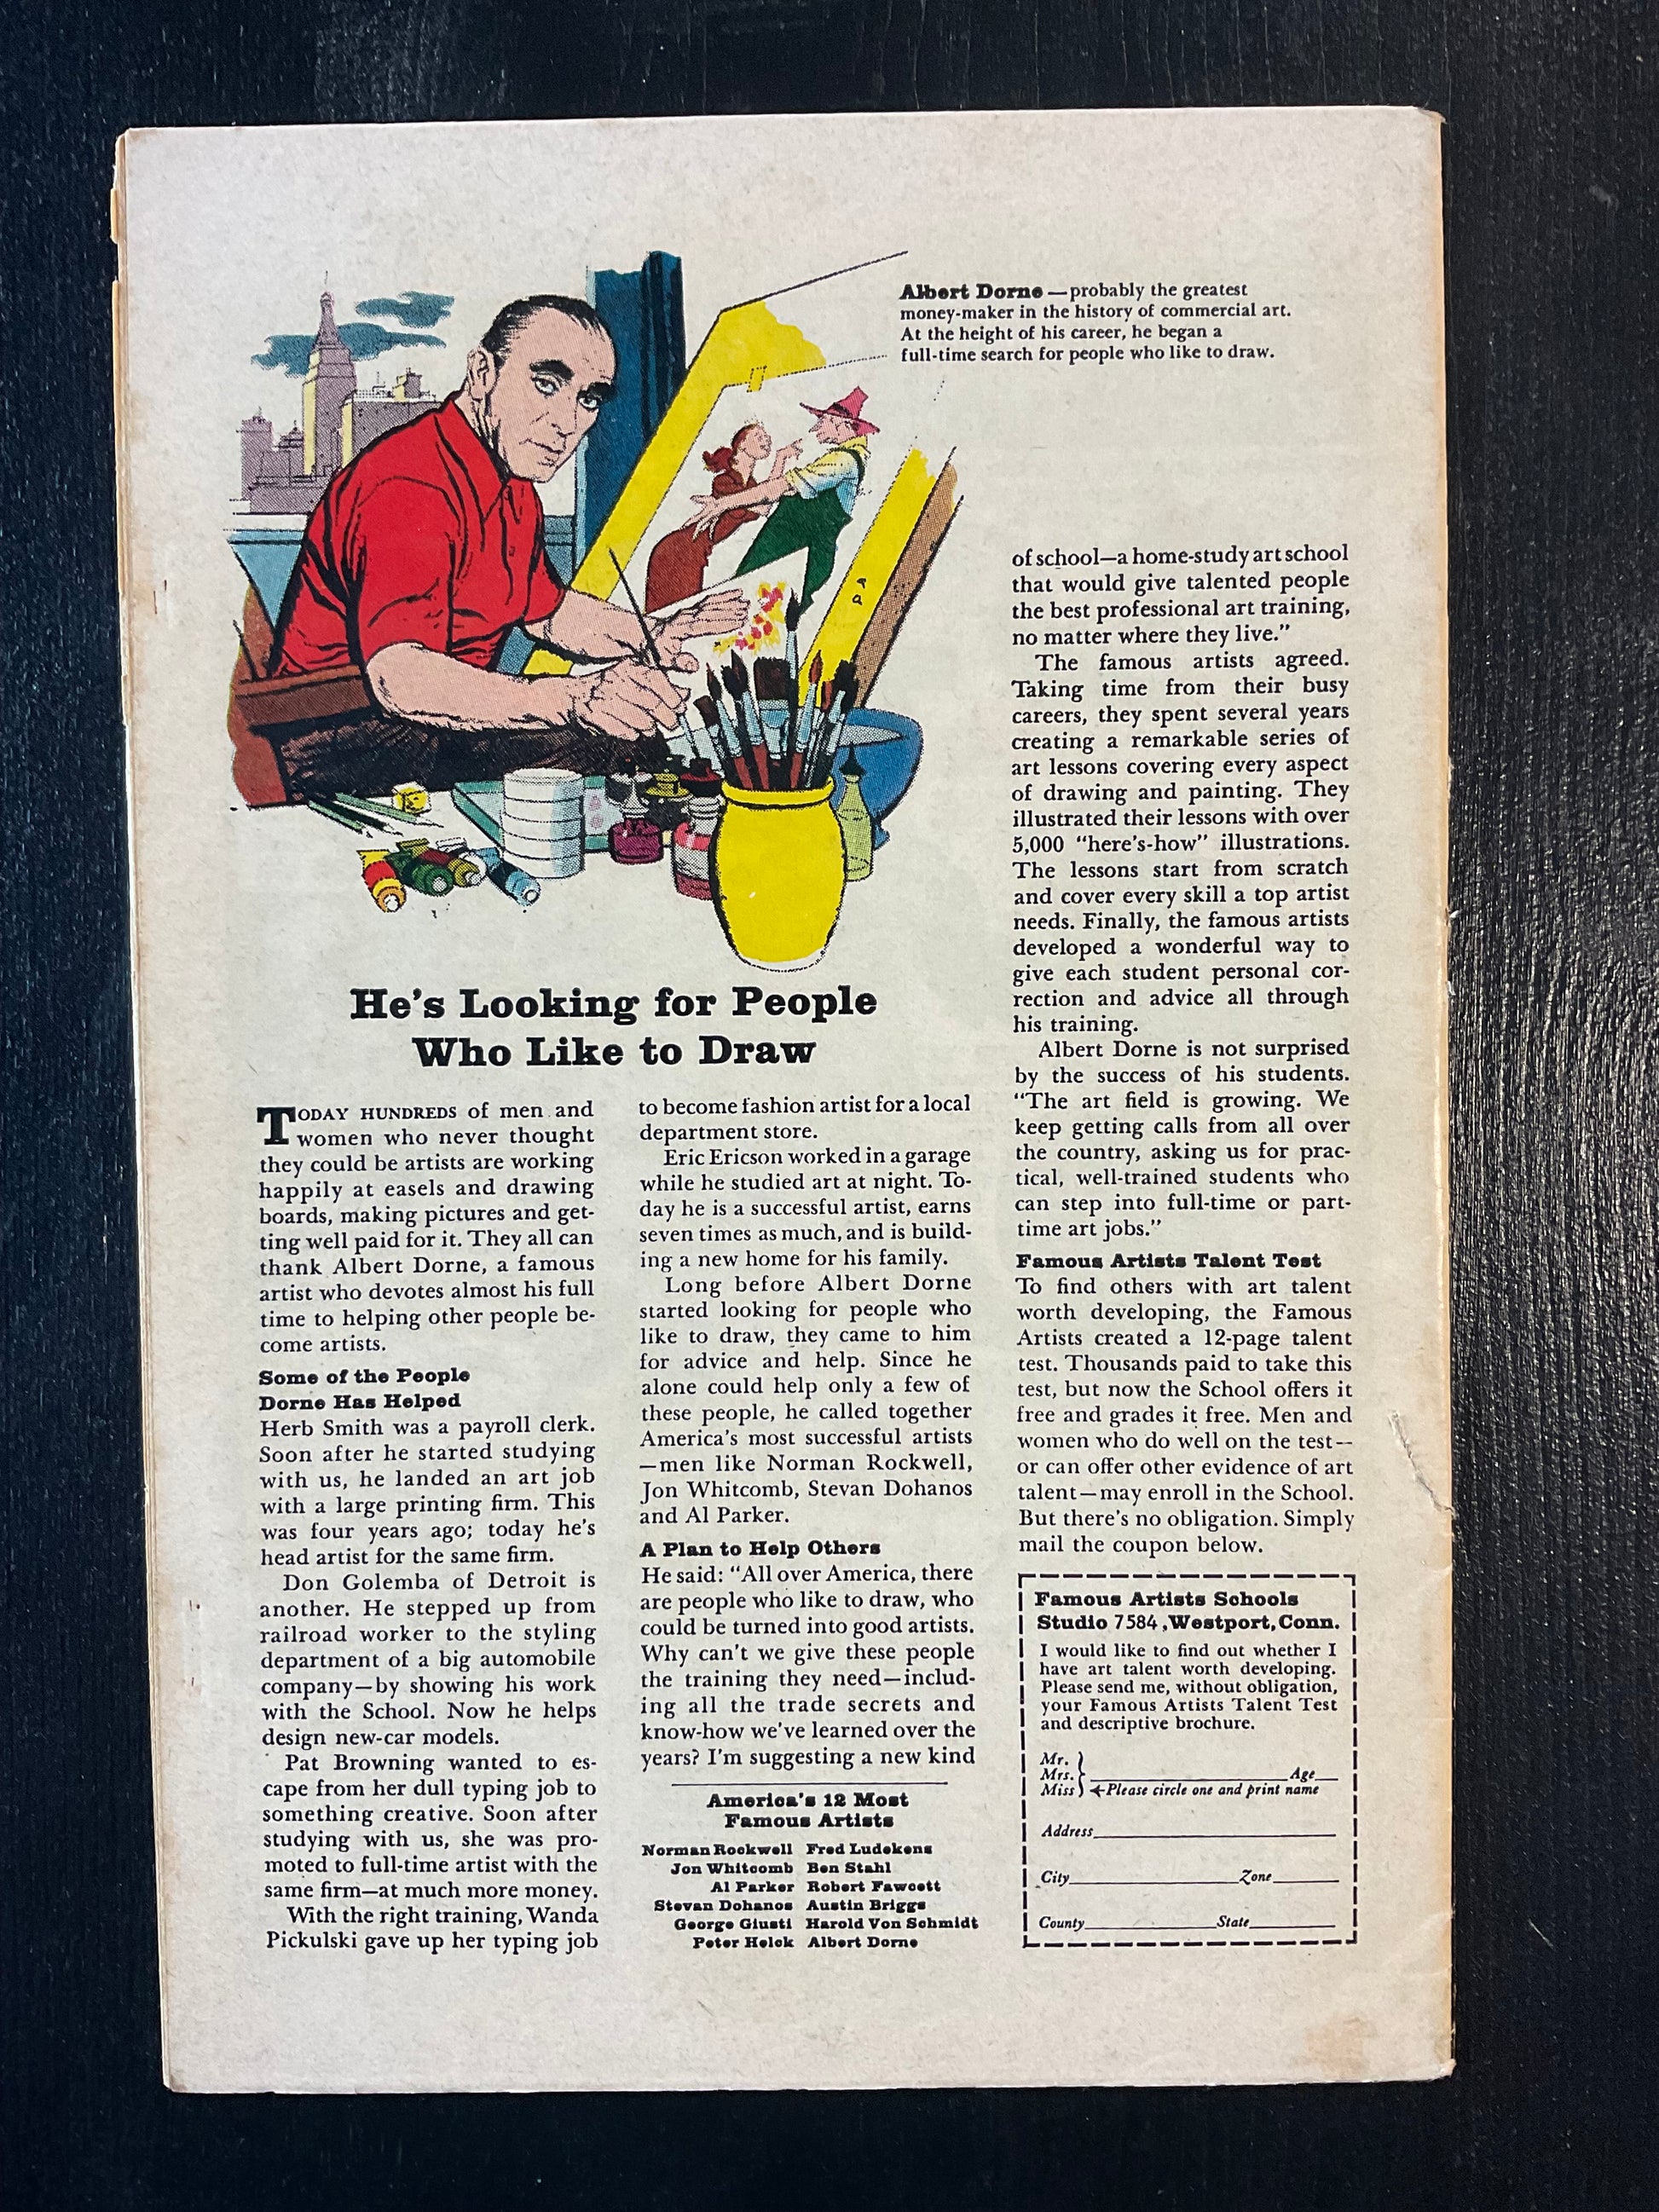 Albert Dorne — probably the greatest
money-maker in the history of commercial art.
At the height of his career, he began a
full-time search for people who like to draw.
He's Looking for People
Who Like to Draw
TODAY HUNDREDS of men and
women who never thought
they could be artists are working
happily at easels and drawing
boards, making pictures and get-
ting well paid for it. They all can
thank Albert Dorne, a famous
artist who devotes almost his full
time to helping other people be-
come artists.
Some of the People
Dorne Has Helped
Herb Smith was a payroll clerk.
Soon after he started studying
with us, he landed an art job
with a large printing firm. This
was four years ago; today he's
head artist for the same firm.
Don Golemba of Detroit is
another. He stepped up from
railroad worker to the styling
department of a big automobile
company—by showing his work
with the School. Now he helps
design new-car models.
Pat Browning wanted to es-
cape from her dull typing job to
something creative. Soon after
studying with us, she was pro-
moted to full-time artist with the
same firm—at much more money.
With the right training, Wanda
Pickulski gave up her typing job
to become fashion artist for a local
department store.
Eric Ericson worked in a garage
while he studied art at night. To-
day he is a successful artist, earns
seven times as much, and is build-
ing a new home for his family.
Long before Albert Dorne
started looking for people who
like to draw, they came to him
for advice and help. Since he
alone could help only a few of
these people, he called together
America's most successful artists
—men like Norman Rockwell,
Jon Whitcomb, Stevan Dohanos
and Al Parker.
A Plan to Help Others
He said: “All over America, there
are people who like to draw, who
could be turned into good artists.
Why can't we give these people
the training they need—includ-
ing all the trade secrets and
know-how we've learned over the
years? I'm suggesting a new kind
America's 12 Most
Famous Artists
Norman Rockwell Fred Ludekens
Jon Whitcomb Ben Stahl
Al Parker Robert Fawcett
Stevan Dohanos Austin Briggs
George Giusti Harold Von Schmidt
Peter Helck Albert Dorne
of school—a home-study art school
that would give talented people
the best professional art training,
no matter where they live.”
The famous artists agreed.
Taking time from their busy
careers, they spent several years
creating a remarkable series of
art lessons covering every aspect
of drawing and painting. They
illustrated their lessons with over
5,000 “here's-how” illustrations.
The lessons start from scratch
and cover every skill a top artist
needs. Finally, the famous artists
developed a wonderful way to
give each student personal cor-
rection and advice all through
his training.
Albert Dorne is not surprised
by the success of his students.
“The art field is growing. We
keep getting calls from all over
the country, asking us for prac-
tical, well-trained students who
can step into full-time or part-
time art jobs.”
Famous Artists Talent Test
To find others with art talent
worth developing, the Famous
Artists created a 12-page talent
test. Thousands paid to take this
test, but now the School offers it
free and grades it free. Men and
women who do well on the test—
or can offer other evidence of art
talent—may enroll in the School.
But there's no obligation. Simply
mail the coupon below.
Famous Artists Schools
Studio 7584, Westport, Conn.
I would like to find out whether I
have art talent worth developing.
Please send me, without obligation,
your Famous Artists Talent Test
and descriptive brochure.
Mr.
Mrs. Age
Miss ←Please circle one and print name
Address
City Zone
County State